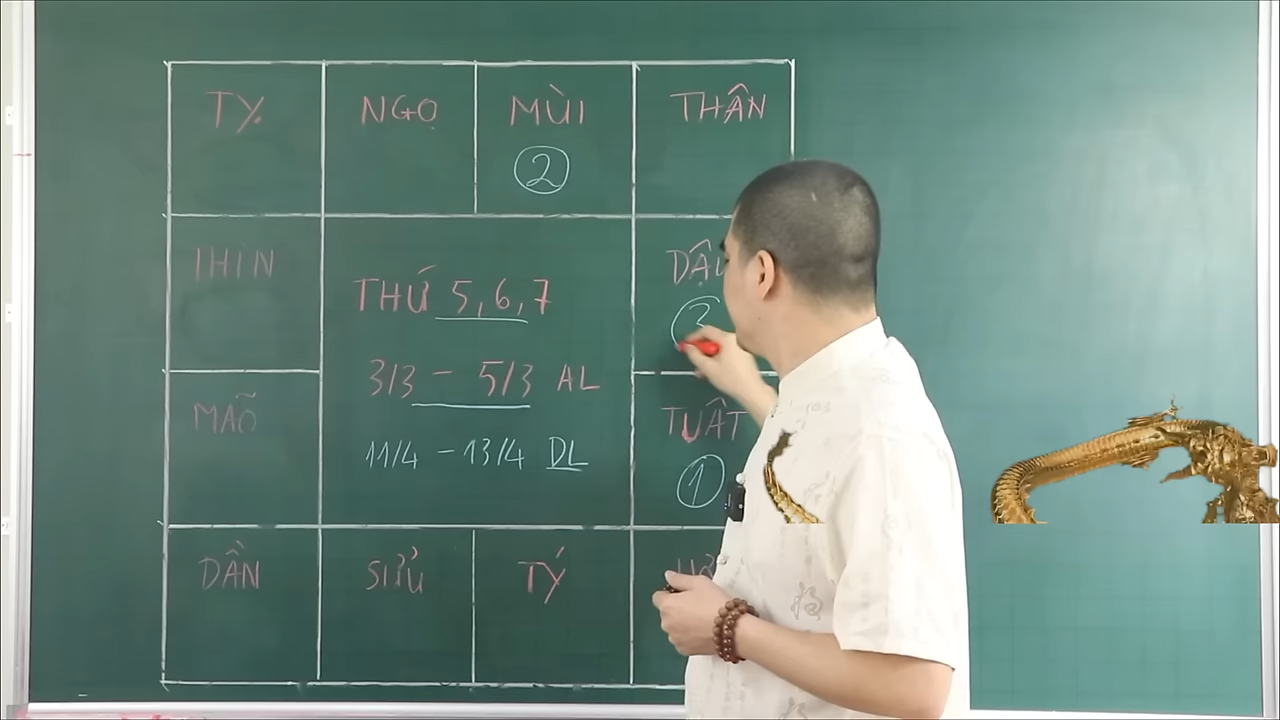 TỴ
NGỌ
MÙI
THÂN
②
THÌN
THỨ 5,6,7
3
3/3 - 5/3 AL
MÃO
TUẤT
11/4 - 13/4 DL
①
DẦN
SỬU
TÝ